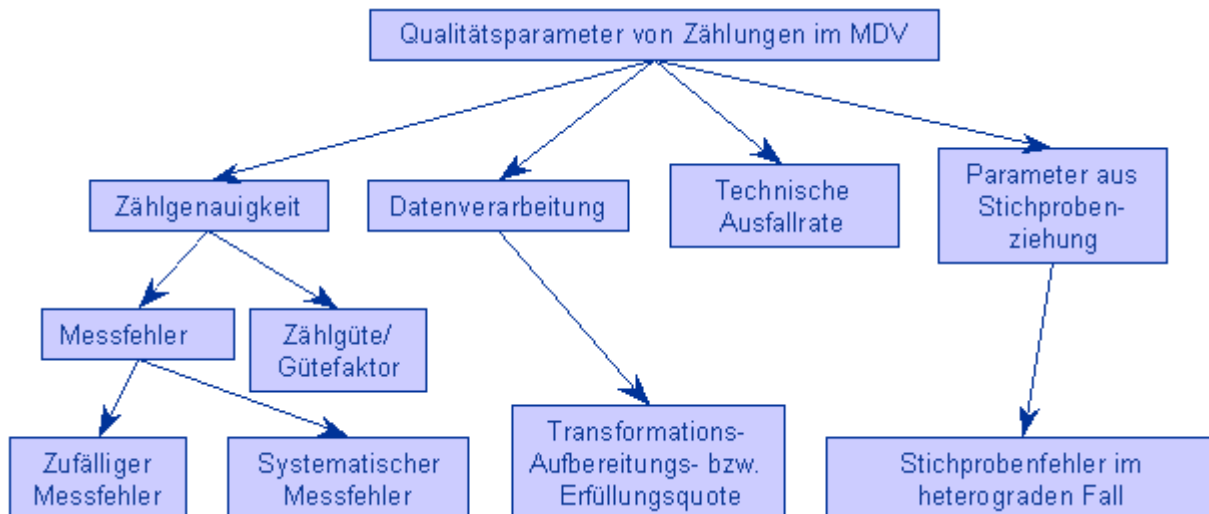 Qualitätsparameter von Zählungen im MDV
Zählgenauigkeit
Datenverarbeitung
Technische
Ausfallrate
Parameter aus
Stichproben-
ziehung
Messfehler
Zählgüte/
Gütefaktor
Zufälliger
Messfehler
Systematischer
Messfehler
Transformations-
Aufbereitungs- bzw.
Erfüllungsquote
Stichprobenfehler im
heterograden Fall